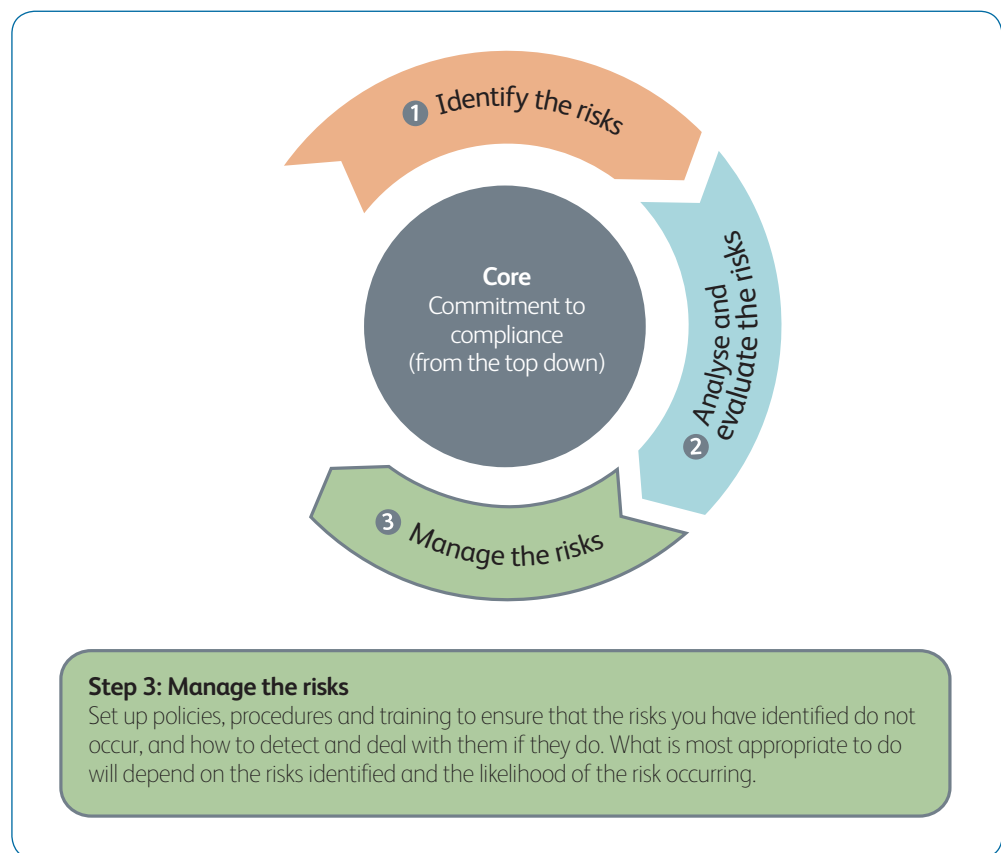 1 Identify the risks
2 Analyse and
evaluate the risks
Core
Commitment to
compliance
(from the top down)
3 Manage the risks
Step 3: Manage the risks
Set up policies, procedures and training to ensure that the risks you have identified do not
occur, and how to detect and deal with them if they do. What is most appropriate to do
will depend on the risks identified and the likelihood of the risk occurring.